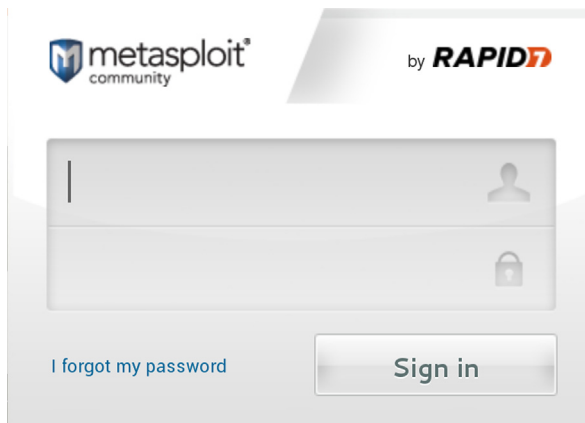 metasploit®
community
by RAPID7
I forgot my password
Sign in